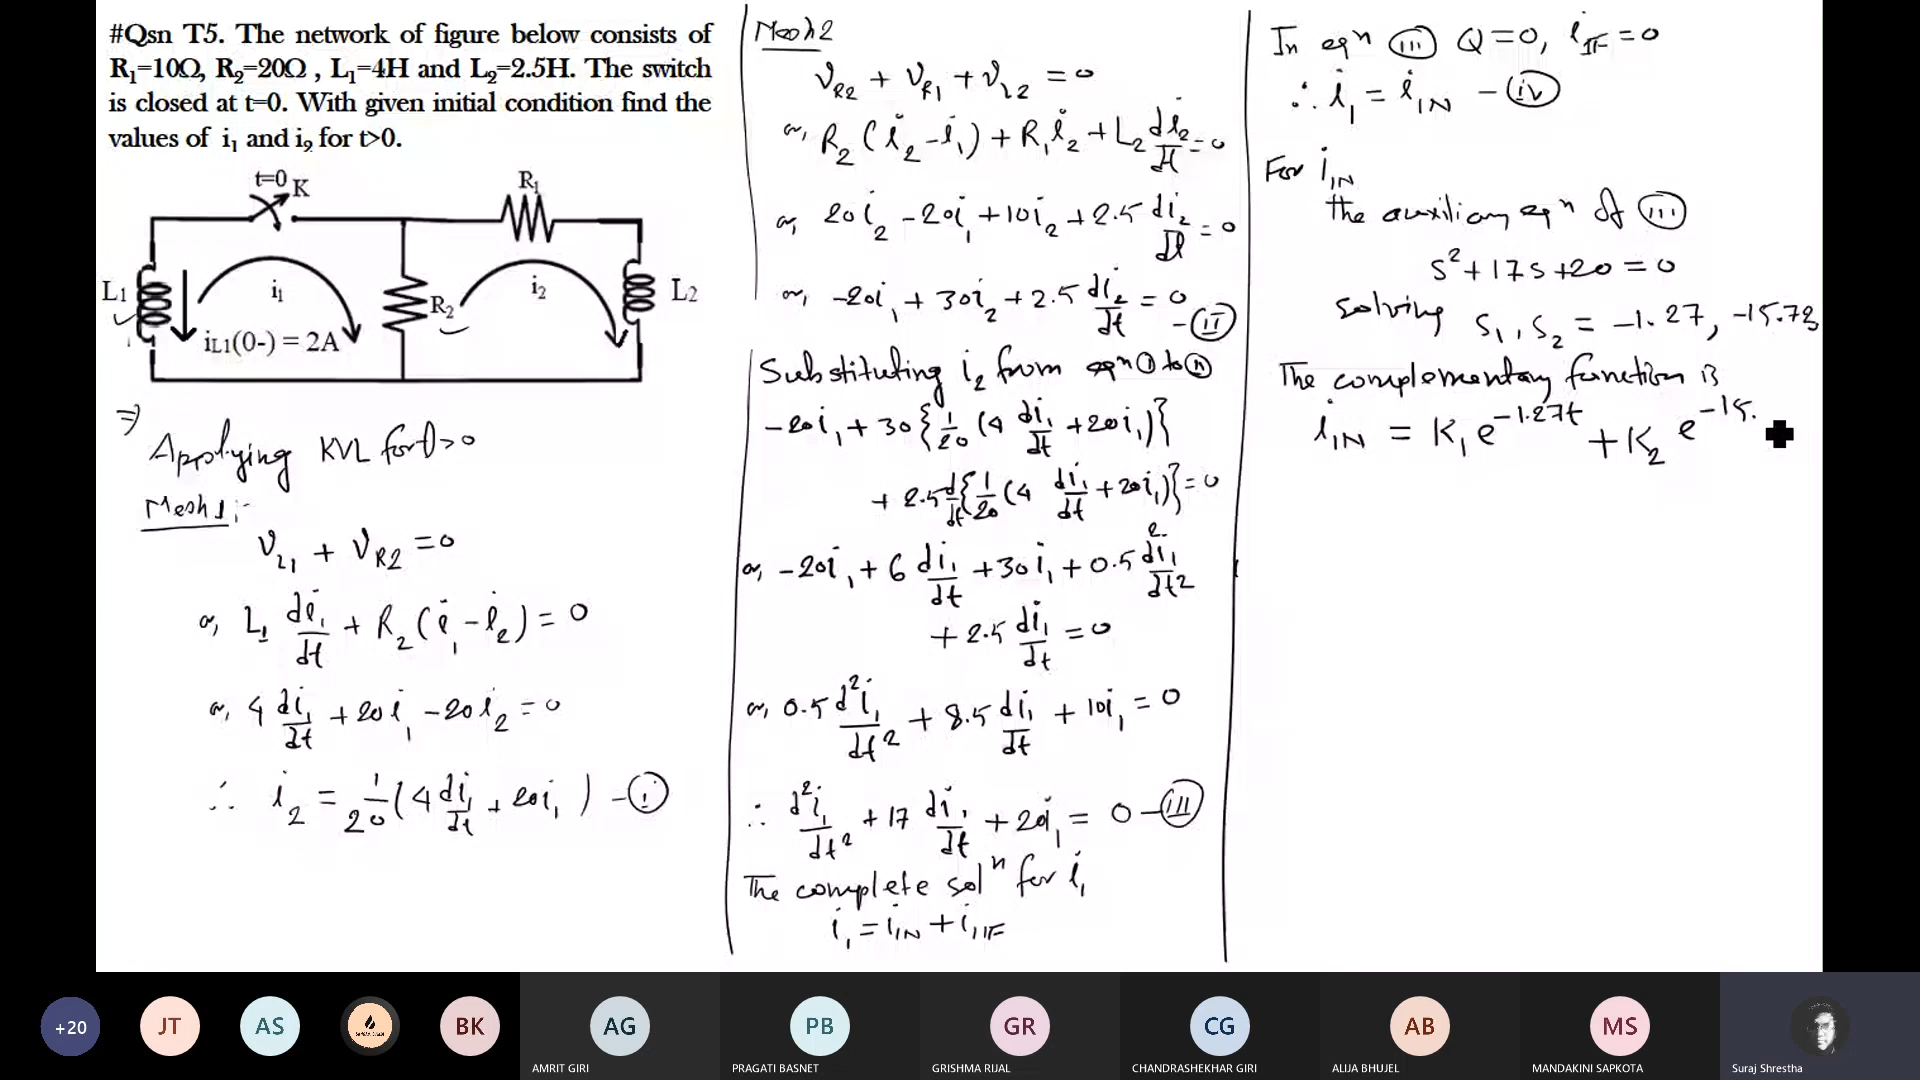 #Qsn T5. The network of figure below consists of
R₁=10Ω, R₂=20Ω , L₁=4H and L₂=2.5H. The switch
is closed at t=0. With given initial condition find the
values of i₁ and i₂ for t>0.
t=0 K
R₁
L₁
i₁
R₂
i₂
L₂
iL1(0-) = 2A
⇒ Applying KVL for t>0
Mesh 1:-
V_L1 + V_R2 = 0
or, L₁ di₁/dt + R₂(i₁ - i₂) = 0
or, 4 di₁/dt + 20i₁ - 20i₂ = 0
∴ i₂ = 1/20 (4 di₁/dt + 20i₁) - (i)
Mesh 2
V_R2 + V_R1 + V_L2 = 0
or, R₂(i₂ - i₁) + R₁i₂ + L₂ di₂/dt = 0
or, 20i₂ - 20i₁ + 10i₂ + 2.5 di₂/dt = 0
or, -20i₁ + 30i₂ + 2.5 di₂/dt = 0
- (II)
Substituting i₂ from eqⁿ (i) to (ii)
-20i₁ + 30 {1/20 (4 di₁/dt + 20i₁)}
+ 2.5 d/dt {1/20 (4 di₁/dt + 20i₁)} = 0
or, -20i₁ + 6 di₁/dt + 30i₁ + 0.5 d²i₁/dt²
+ 2.5 di₁/dt = 0
or, 0.5 d²i₁/dt² + 8.5 di₁/dt + 10i₁ = 0
∴ d²i₁/dt² + 17 di₁/dt + 20i₁ = 0 - (III)
The complete solⁿ for i₁
i₁ = i₁N + i₁F
In eqⁿ (III) Q = 0, i₁F = 0
∴ i₁ = i₁N - (iv)
For i₁N
the auxiliary eqⁿ of (III)
s² + 17s + 20 = 0
solving s₁, s₂ = -1.27, -15.73
The complementary function is
i₁N = K₁e^-1.27t + K₂ e^-15.
+20
JT
AS
BK
AG
PB
GR
CG
AB
MS
AMRIT GIRI
PRAGATI BASNET
GRISHMA RIJAL
CHANDRASHEKHAR GIRI
ALIJA BHUJEL
MANDAKINI SAPKOTA
Suraj Shrestha